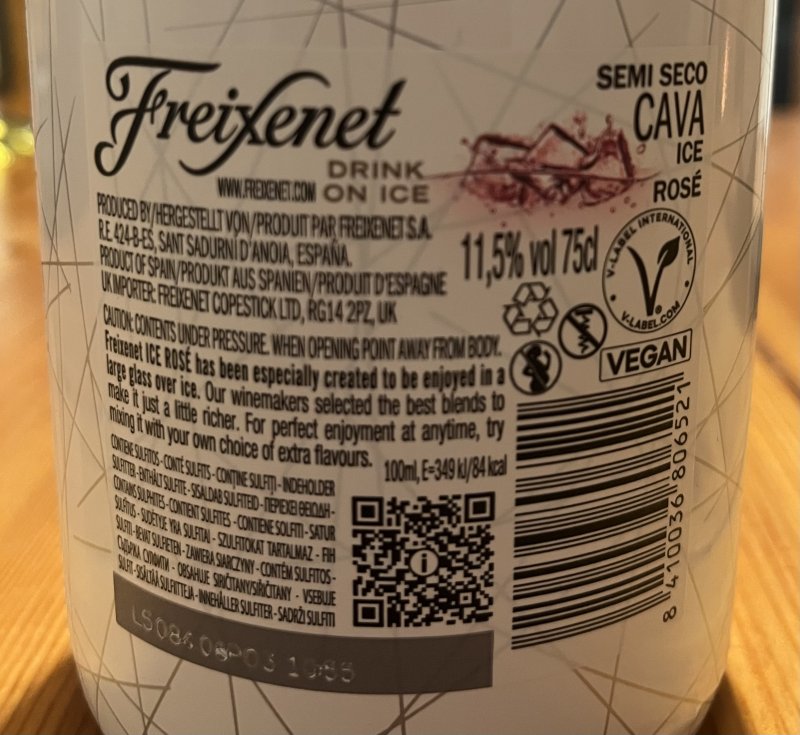 Freixenet
DRINK
WWW.FREIXENET.COM ON ICE
SEMI SECO
CAVA
ICE
ROSÉ
PRODUCED BY/HERGESTELLT VON/PRODUIT PAR FREIXENET S.A.
R.E. 424-B-ES, SANT SADURNÍ D'ANOIA, ESPAÑA.
PRODUCT OF SPAIN/PRODUKT AUS SPANIEN/PRODUIT D'ESPAGNE
UK IMPORTER: FREIXENET COPESTICK LTD, RG14 2PZ, UK
11,5% vol 75cl
V-LABEL INTERNATIONAL
V-LABEL.COM
VEGAN
CAUTION: CONTENTS UNDER PRESSURE. WHEN OPENING POINT AWAY FROM BODY.
Freixenet ICE ROSÉ has been especially created to be enjoyed in a
large glass over ice. Our winemakers selected the best blends to
make it just a little richer. For perfect enjoyment at anytime, try
mixing it with your own choice of extra flavours.
100ml, E=349 kJ/84 kcal
CONTIENE SULFITOS - CONTÉ SULFITS - CONȚINE SULFIȚI - INDEHOLDER
SULFITTER - ENTHÄLT SULFITE - SISALDAB SULFITEID - ΠΕΡΙΕΧΕΙ ΘΕΙΩΔΗ -
CONTAINS SULPHITES - CONTIENT SULFITES - CONTIENE SOLFITI - SATUR
SULFĪTUS - SUDĖTYJE YRA SULFITAI - SZULFITOKAT TARTALMAZ - FIH
SULFITI - BEVAT SULFIETEN - ZAWIERA SIARCZYNY - CONTÉM SULFITOS -
СЪДЪРЖА СУЛФИТИ - OBSAHUJE SIRIČITANY/SIŘIČITANY - VSEBUJE
SULFIT - SISÄLTÄÄ SULFIITTEJA - INNEHÅLLER SULFITER - SADRŽI SULFITI
8 410036 806521